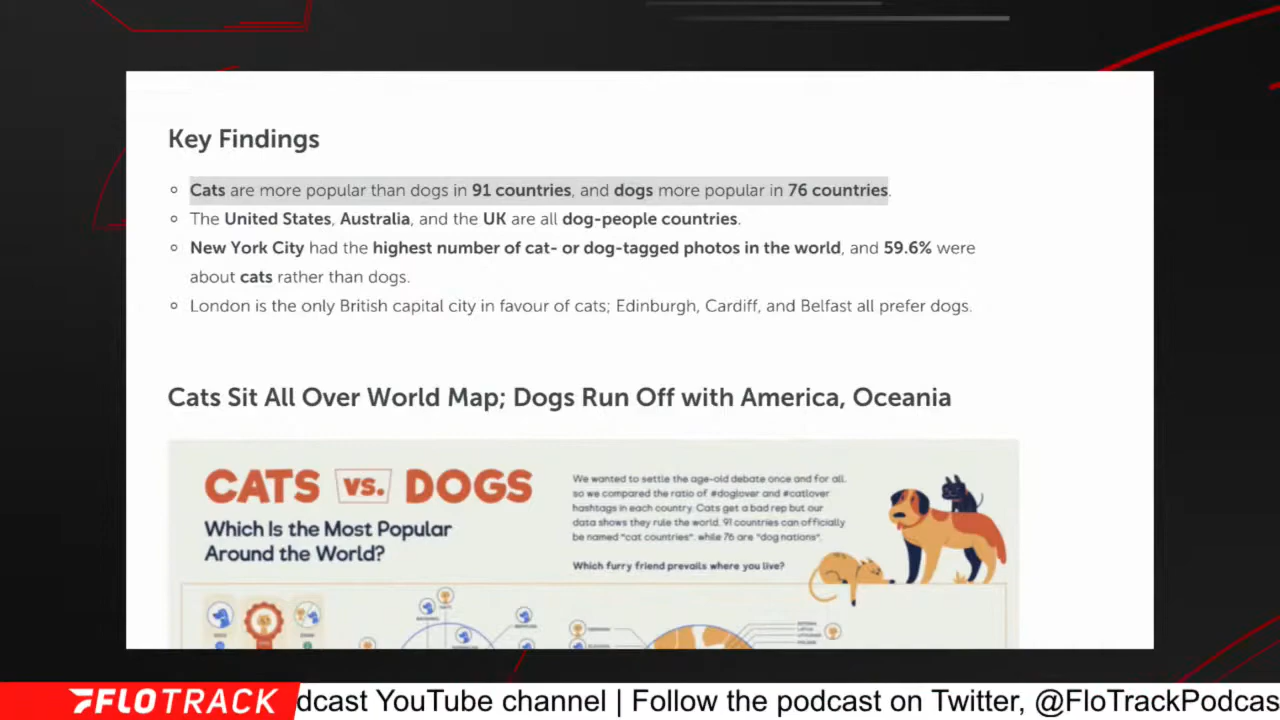 Key Findings
Cats are more popular than dogs in 91 countries, and dogs more popular in 76 countries.
The United States, Australia, and the UK are all dog-people countries.
New York City had the highest number of cat- or dog-tagged photos in the world, and 59.6% were
about cats rather than dogs.
London is the only British capital city in favour of cats; Edinburgh, Cardiff, and Belfast all prefer dogs.
Cats Sit All Over World Map; Dogs Run Off with America, Oceania
CATS vs. DOGS
Which Is the Most Popular
Around the World?
We wanted to settle the age-old debate once and for all,
so we compared the ratio of #doglover and #catlover
hashtags in each country. Cats get a bad rep but our
data shows they rule the world. 91 countries can officially
be named "cat countries", while 76 are "dog nations".
Which furry friend prevails where you live?
FLOTRACK
dcast YouTube channel | Follow the podcast on Twitter, @FloTrackPodcas